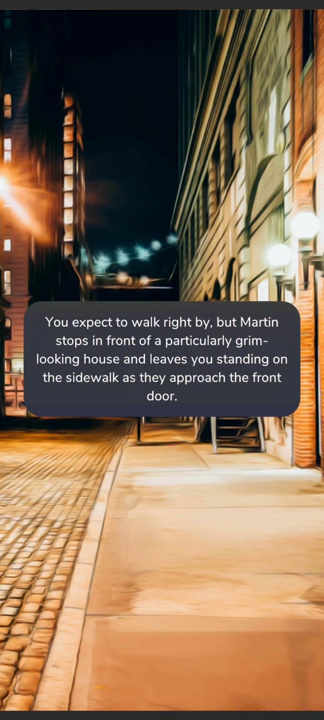 You expect to walk right by, but Martin
stops in front of a particularly grim-
looking house and leaves you standing on
the sidewalk as they approach the front
door.